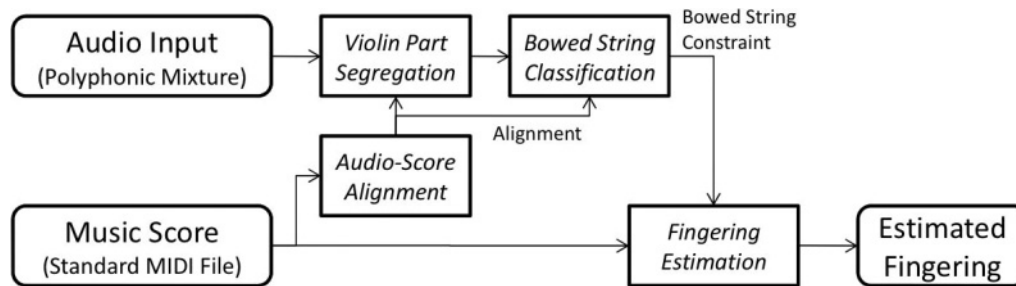 Audio Input
(Polyphonic Mixture)
Violin Part
Segregation
Bowed String
Classification
Bowed String
Constraint
Alignment
Audio-Score
Alignment
Music Score
(Standard MIDI File)
Fingering
Estimation
Estimated
Fingering